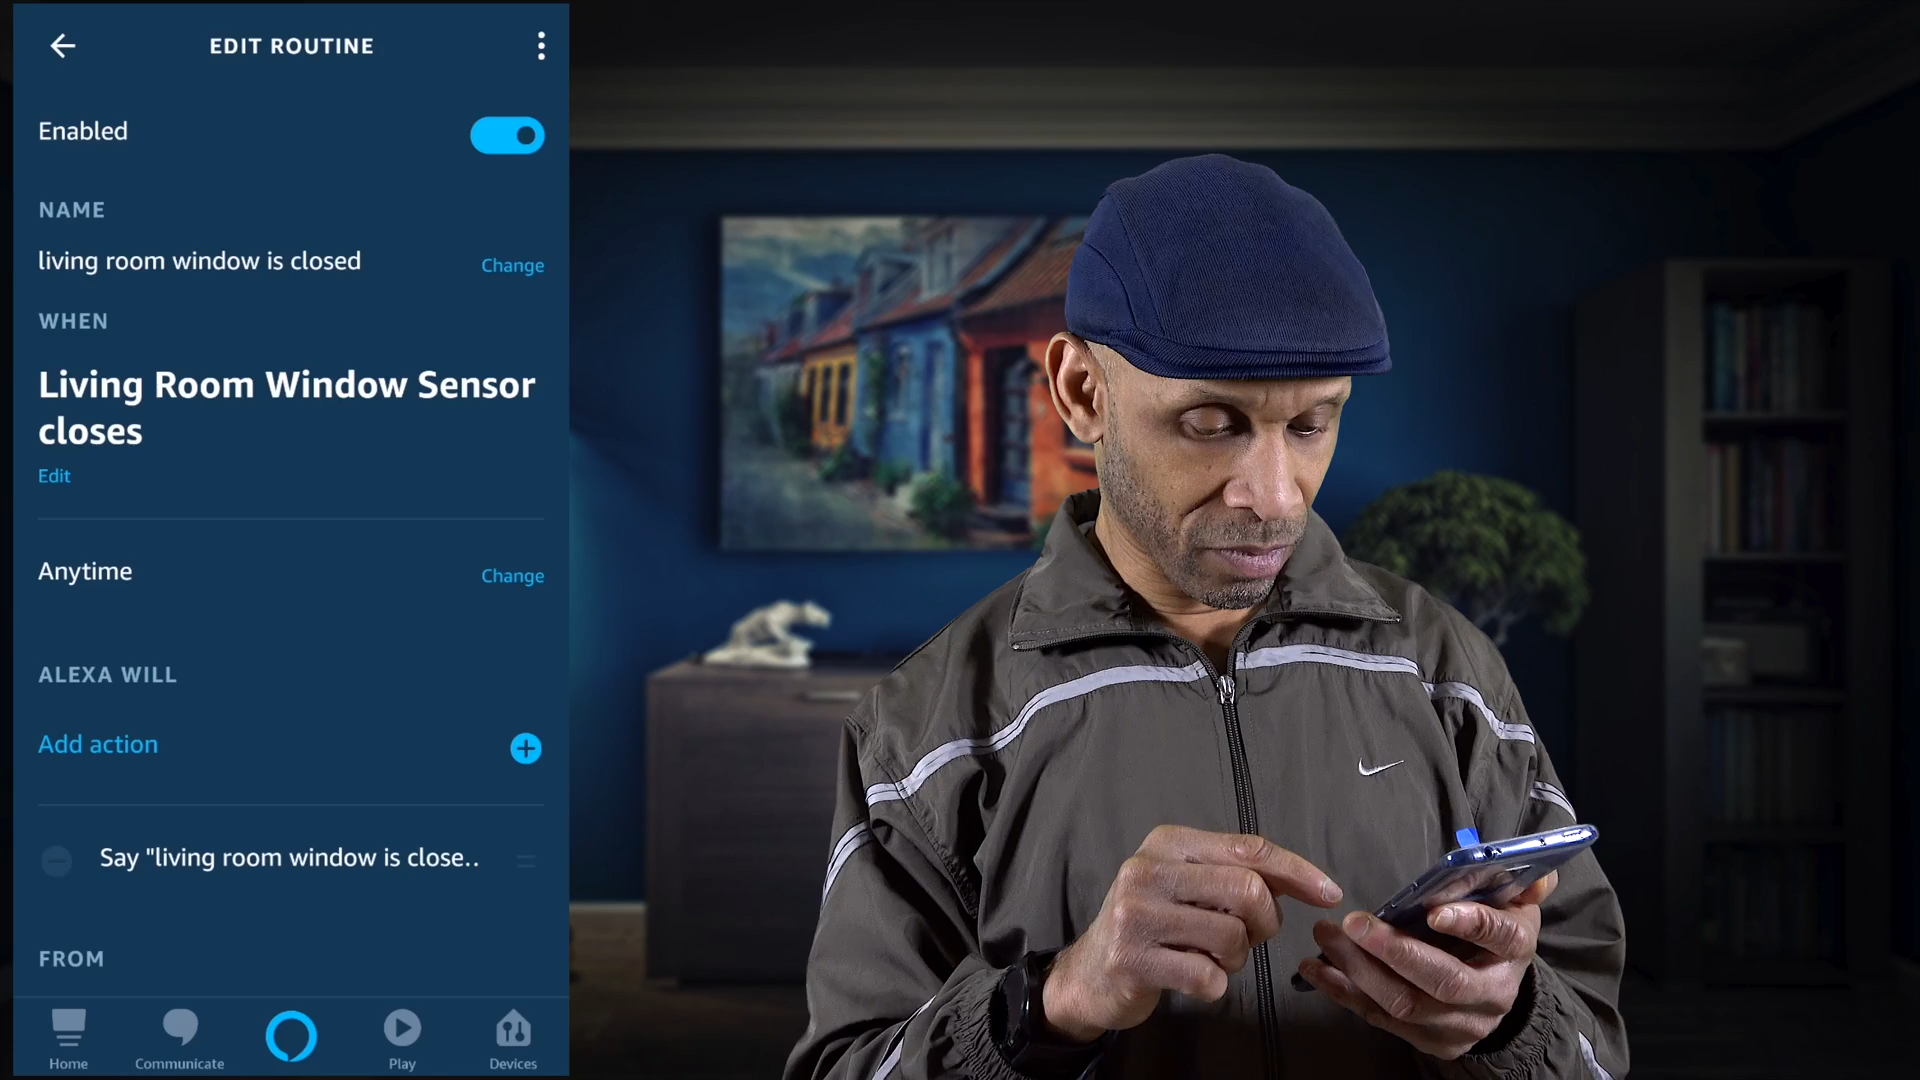 EDIT ROUTINE
Enabled
NAME
living room window is closed
Change
WHEN
Living Room Window Sensor
closes
Edit
Anytime
Change
ALEXA WILL
Add action
Say "living room window is close..
FROM
Home
Communicate
Play
Devices